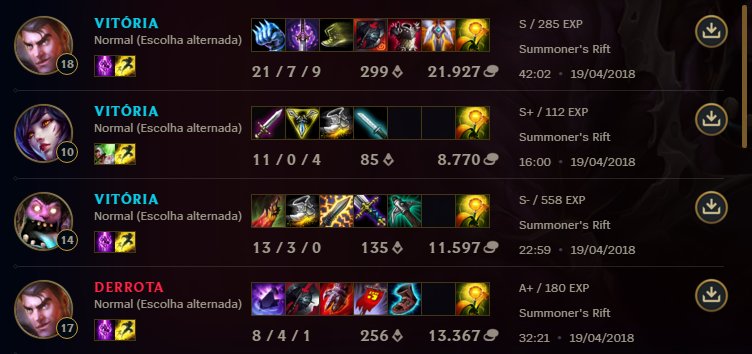 VITÓRIA
Normal (Escolha alternada)
18
21 / 7 / 9 299 21.927
S / 285 EXP
Summoner's Rift
42:02 • 19/04/2018
VITÓRIA
Normal (Escolha alternada)
10
11 / 0 / 4 85 8.770
S+ / 112 EXP
Summoner's Rift
16:00 • 19/04/2018
VITÓRIA
Normal (Escolha alternada)
14
13 / 3 / 0 135 11.597
S- / 558 EXP
Summoner's Rift
22:59 • 19/04/2018
DERROTA
Normal (Escolha alternada)
17
8 / 4 / 1 256 13.367
A+ / 180 EXP
Summoner's Rift
32:21 • 19/04/2018